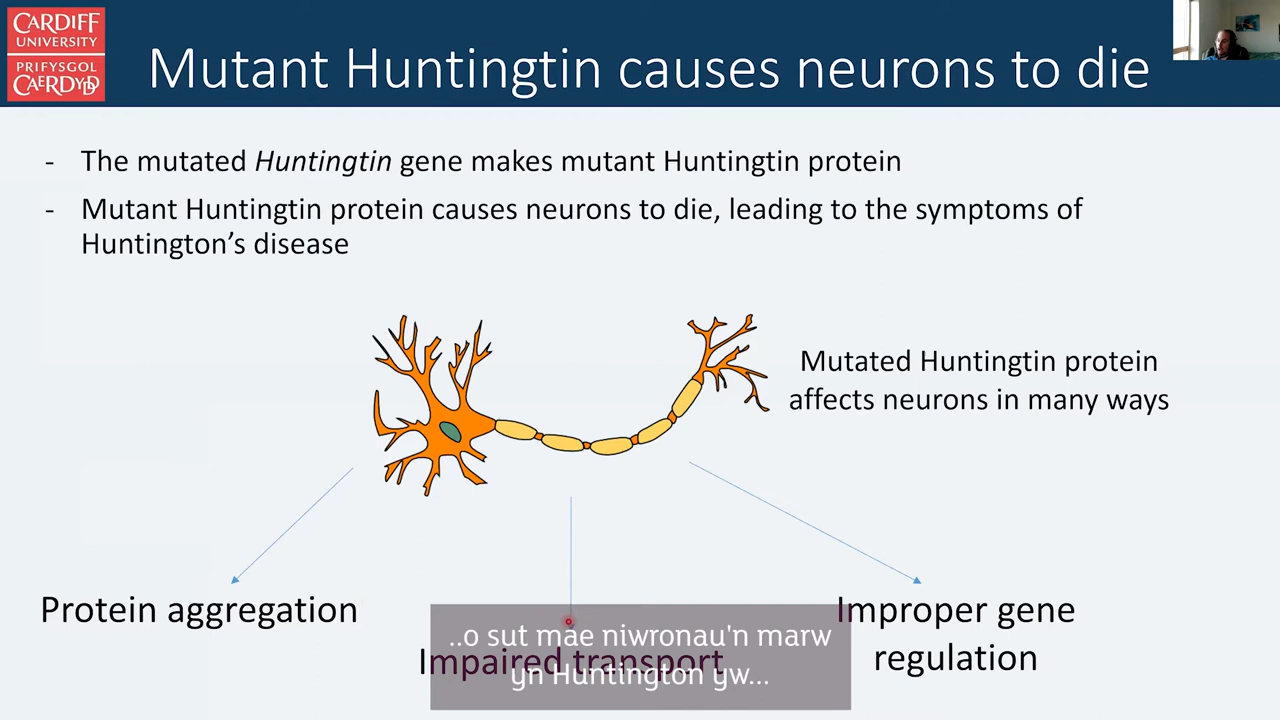 CARDIFF
UNIVERSITY
PRIFYSGOL
CAERDYDD
Mutant Huntingtin causes neurons to die
- The mutated Huntingtin gene makes mutant Huntingtin protein
- Mutant Huntingtin protein causes neurons to die, leading to the symptoms of
Huntington's disease
Mutated Huntingtin protein
affects neurons in many ways
Protein aggregation
Impaired transport
Improper gene
regulation
..o sut mae niwronau'n marw
yn Huntington yw...